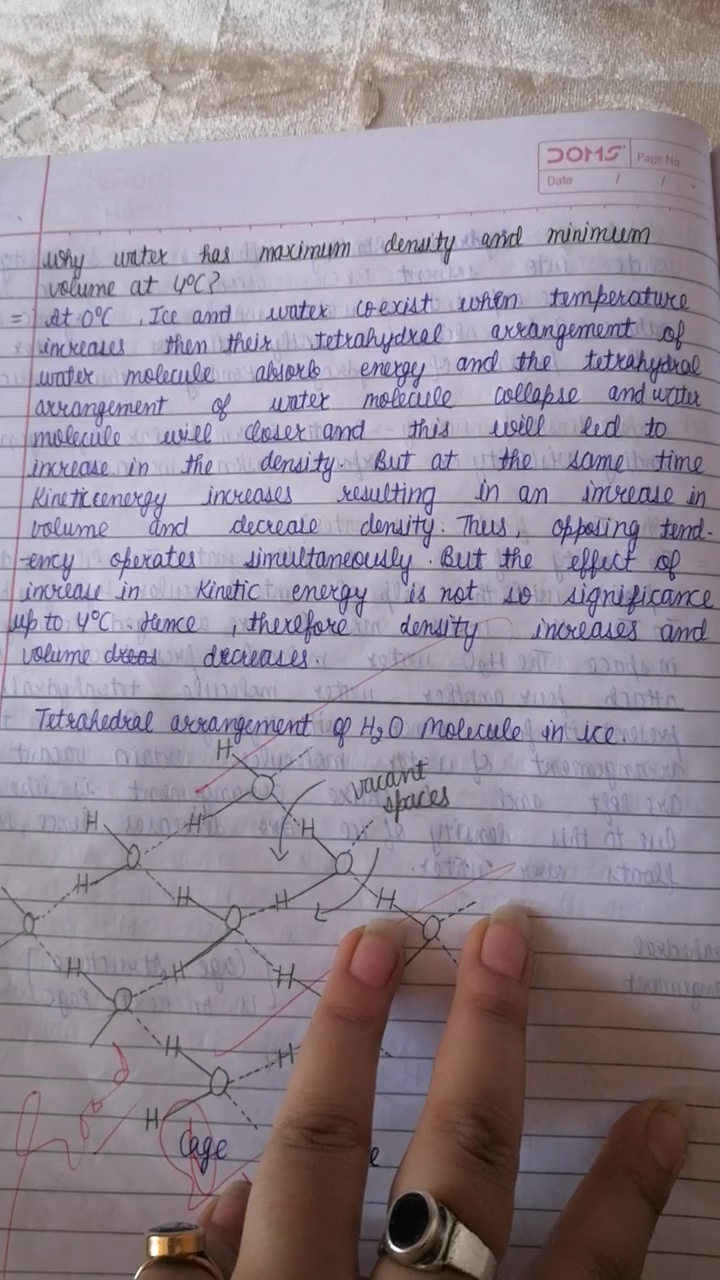 DOMS Page No.
Date / /
Why water has maximum density and minimum
volume at 4°C?
= At 0°C, Ice and water coexist when temperature
increases then their tetrahydral arrangement of
water molecule absorb energy and the tetrahydral
arrangement of water molecule collapse and water
molecule will closer and this will led to
increase in the density. But at the same time
Kinetic energy increases resulting in an increase in
volume and decrease density. Thus, opposing tend-
-ency operates simultaneously. But the effect of
increase in Kinetic energy is not so significance
up to 4°C. Hence, therefore density increases and
volume decreases.
Tetrahedral arrangement of H2O molecule in ice.
H
O
vacant
spaces
H H H
O O
H H H H
O O O
H H H
O
H H
O
H
Cage e